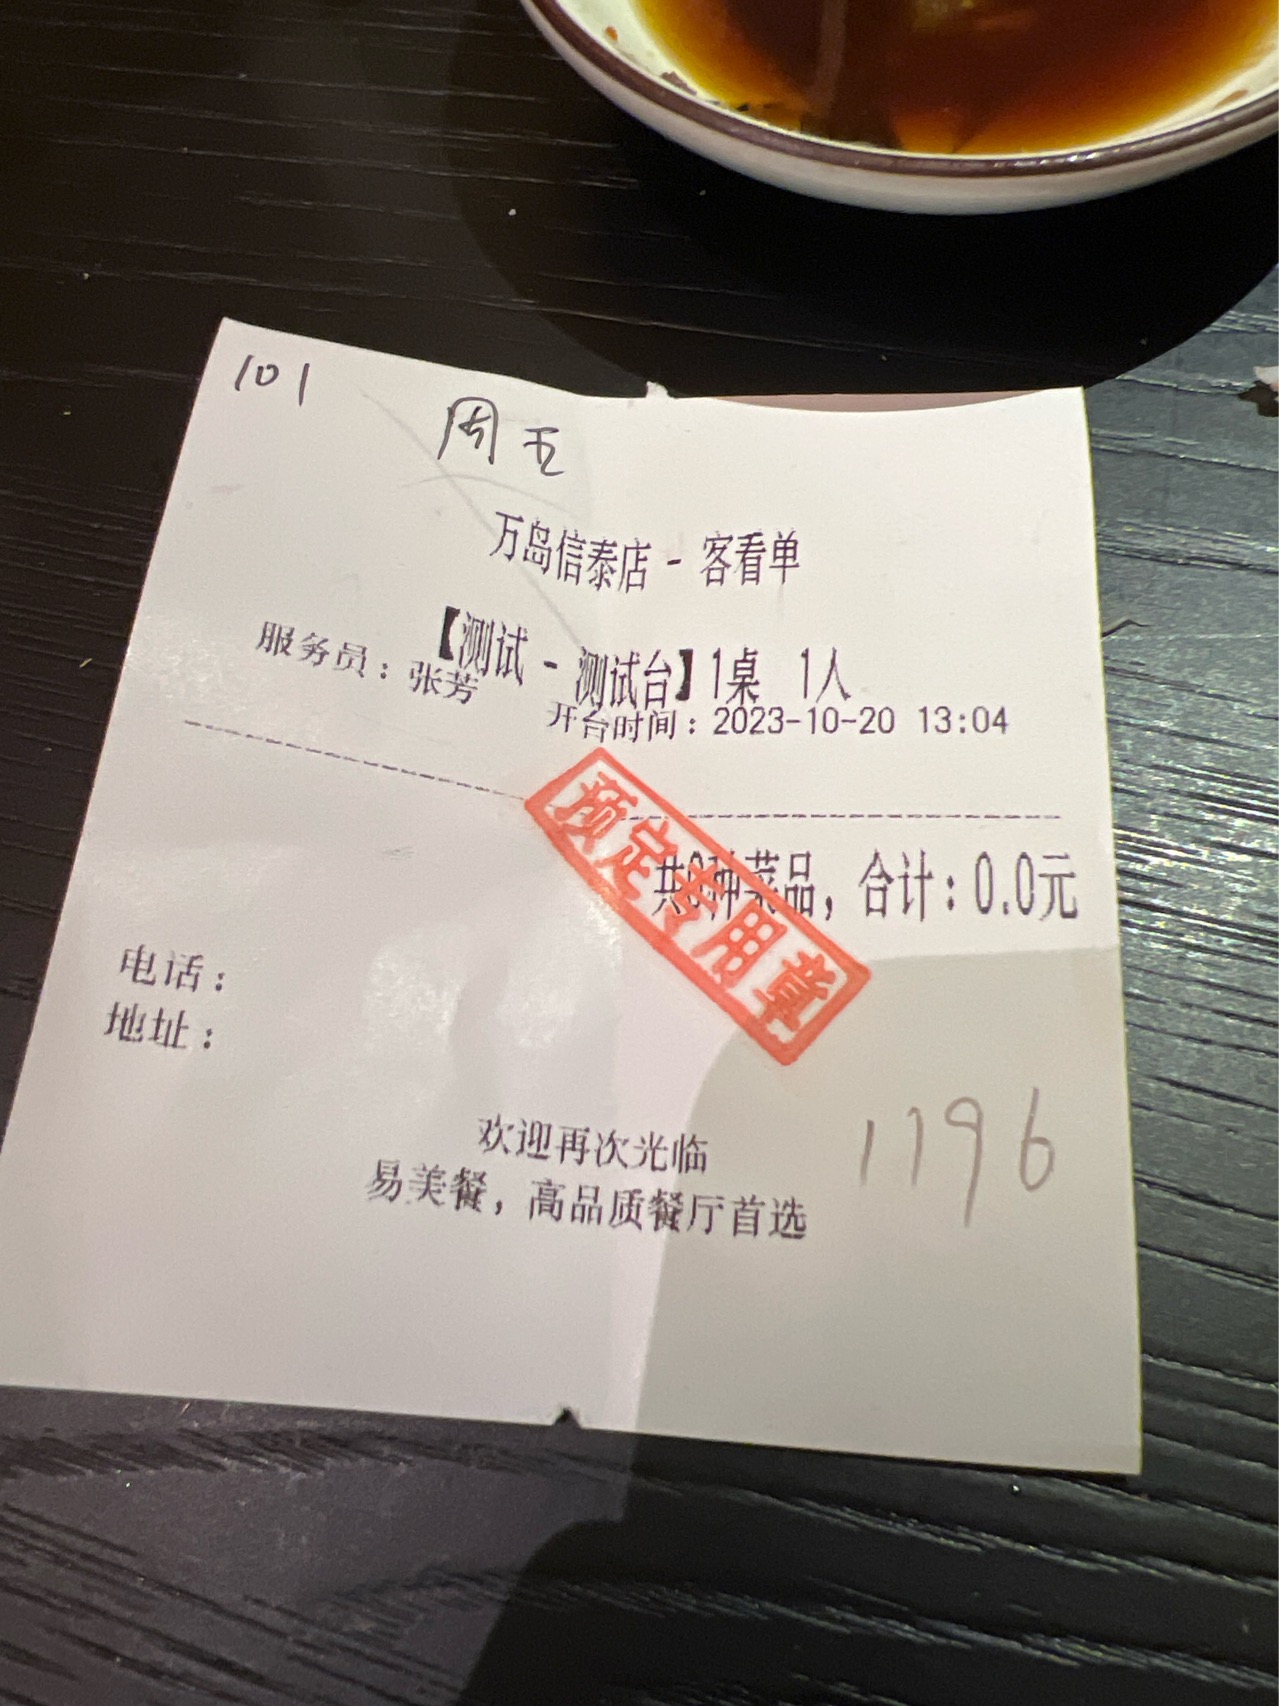 101
周五
万岛信泰店 - 客看单
【测试 - 测试台】1桌 1人
服务员：张芳
开台时间：2023-10-20 13:04
预定专用章
共0种菜品，合计：0.0元
电话：
地址：
1196
欢迎再次光临
易美餐，高品质餐厅首选